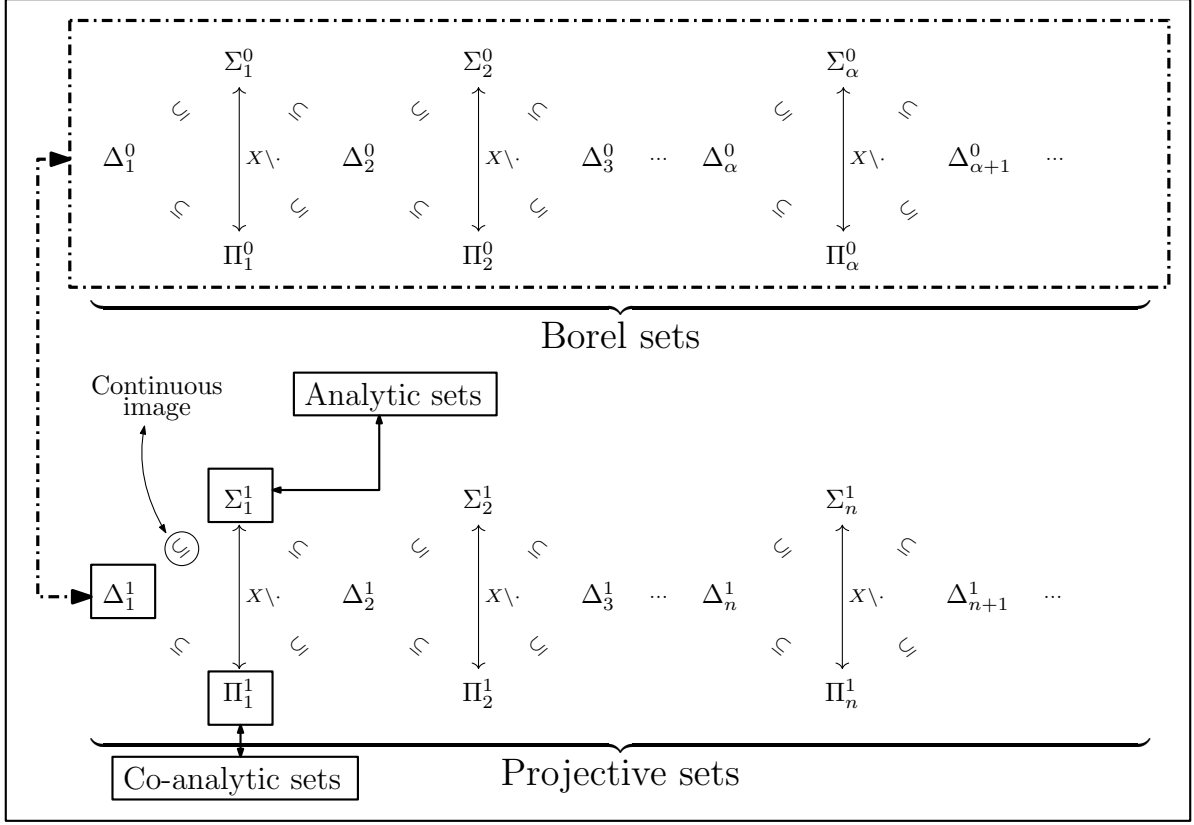 Σ⁰₁ Σ⁰₂ Σ⁰_α
⊆ ⊆ ⊆ ⊆ ⊆ ⊆
Δ⁰₁ X\· Δ⁰₂ X\· Δ⁰₃ ... Δ⁰_α X\· Δ⁰_{α+1} ...
⊆ ⊆ ⊆ ⊆ ⊆ ⊆
Π⁰₁ Π⁰₂ Π⁰_α
Borel sets
Continuous
image
Analytic sets
Σ¹₁ Σ¹₂ Σ¹_n
⊆ ⊆ ⊆ ⊆ ⊆ ⊆
Δ¹₁ X\· Δ¹₂ X\· Δ¹₃ ... Δ¹_n X\· Δ¹_{n+1} ...
⊆ ⊆ ⊆ ⊆ ⊆ ⊆
Π¹₁ Π¹₂ Π¹_n
Co-analytic sets
Projective sets